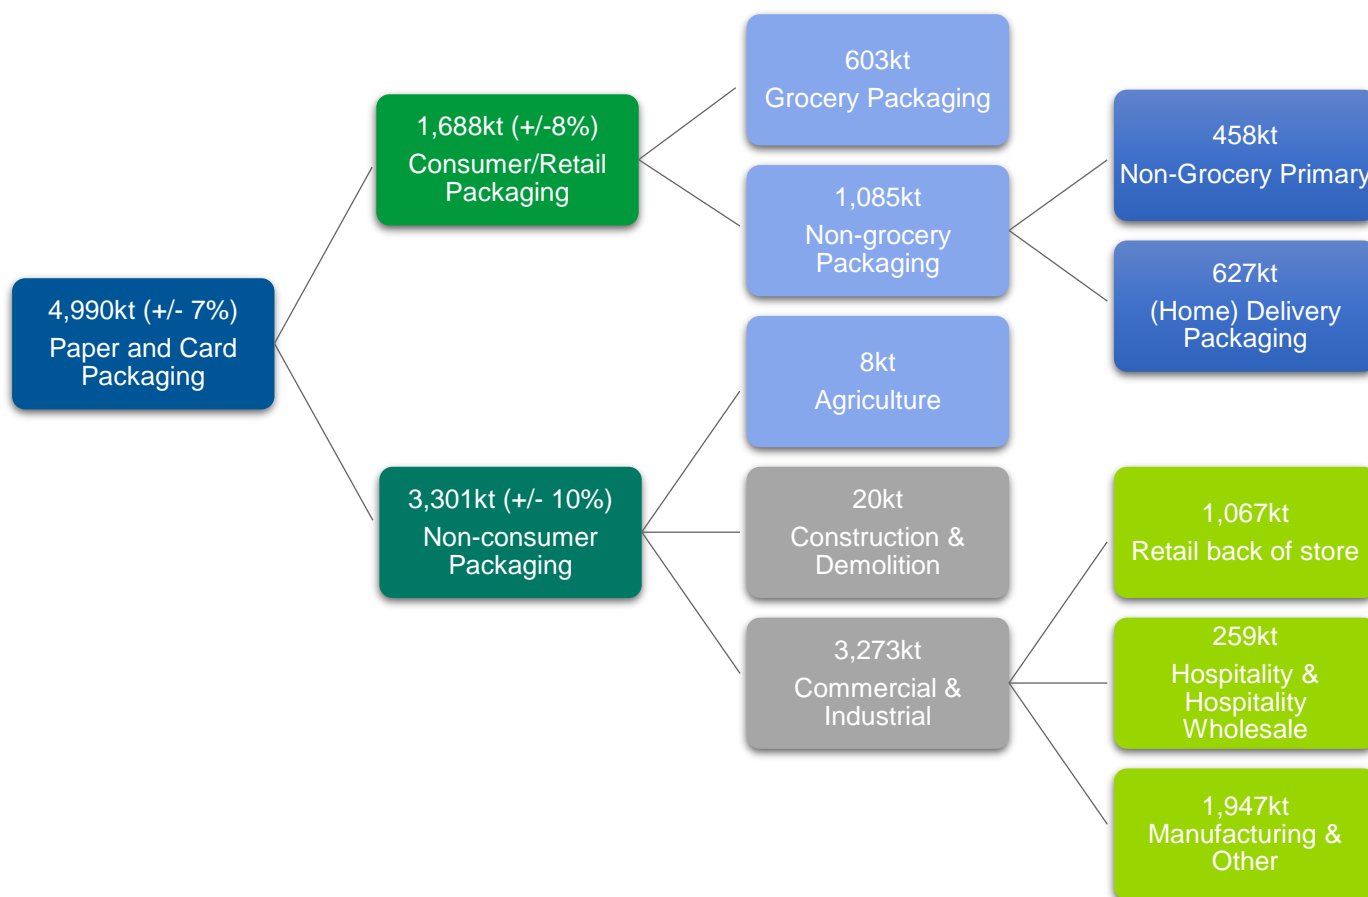 4,990kt (+/- 7%)
Paper and Card
Packaging
1,688kt (+/-8%)
Consumer/Retail
Packaging
603kt
Grocery Packaging
1,085kt
Non-grocery
Packaging
458kt
Non-Grocery Primary
627kt
(Home) Delivery
Packaging
3,301kt (+/- 10%)
Non-consumer
Packaging
8kt
Agriculture
20kt
Construction &
Demolition
3,273kt
Commercial &
Industrial
1,067kt
Retail back of store
259kt
Hospitality &
Hospitality
Wholesale
1,947kt
Manufacturing &
Other